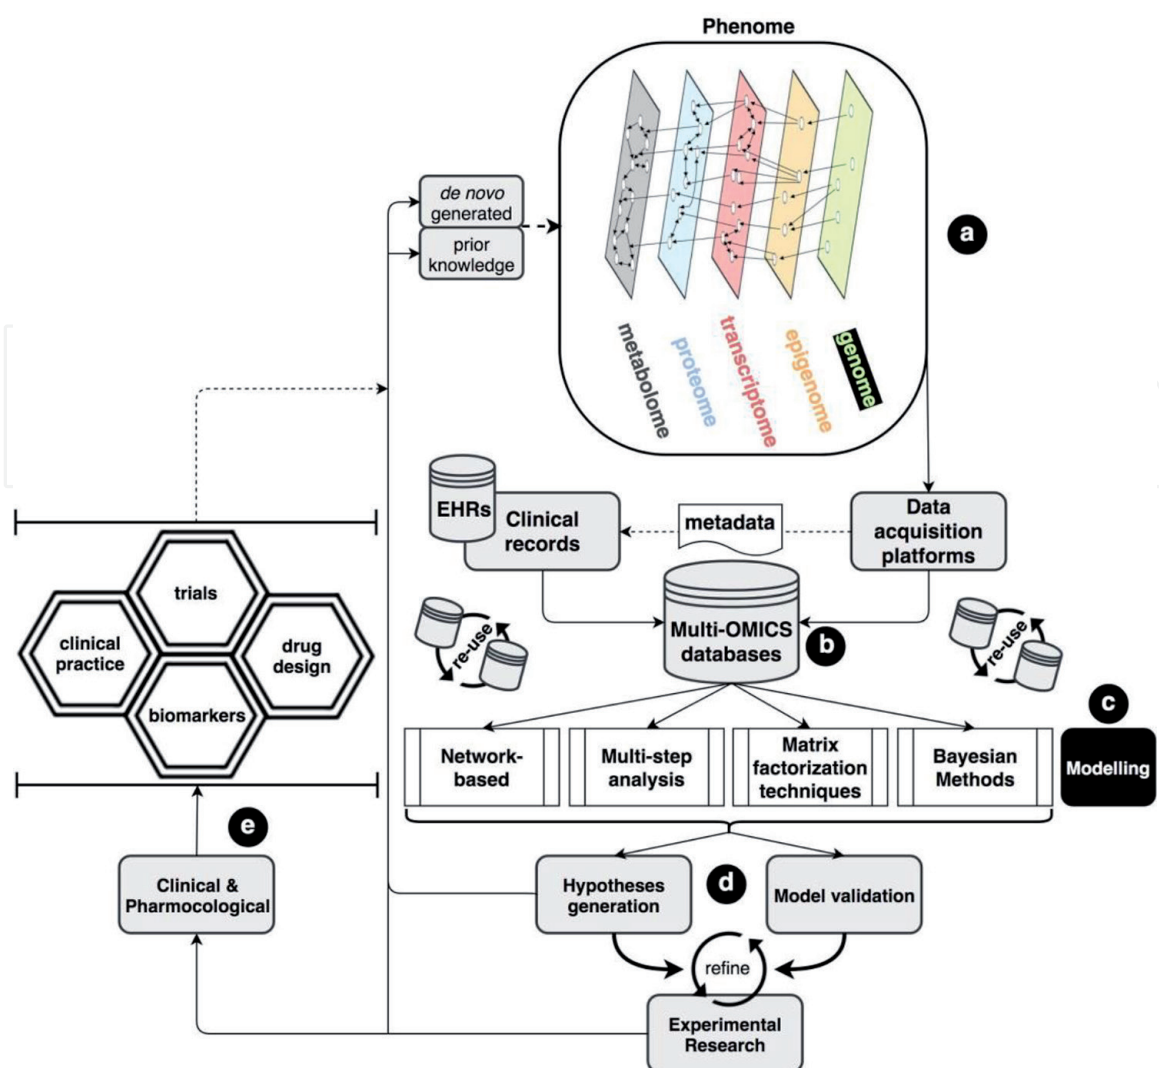 Phenome
de novo
generated
prior
knowledge
a
metabolome
proteome
transcriptome
epigenome
genome
EHRs
Clinical
records
metadata
Data
acquisition
platforms
Multi-OMICS
databases
b
re-use
re-use
trials
clinical
practice
drug
design
biomarkers
c
Network-
based
Multi-step
analysis
Matrix
factorization
techniques
Bayesian
Methods
Modelling
e
Clinical &
Pharmocological
Hypotheses
generation
d
Model validation
refine
Experimental
Research